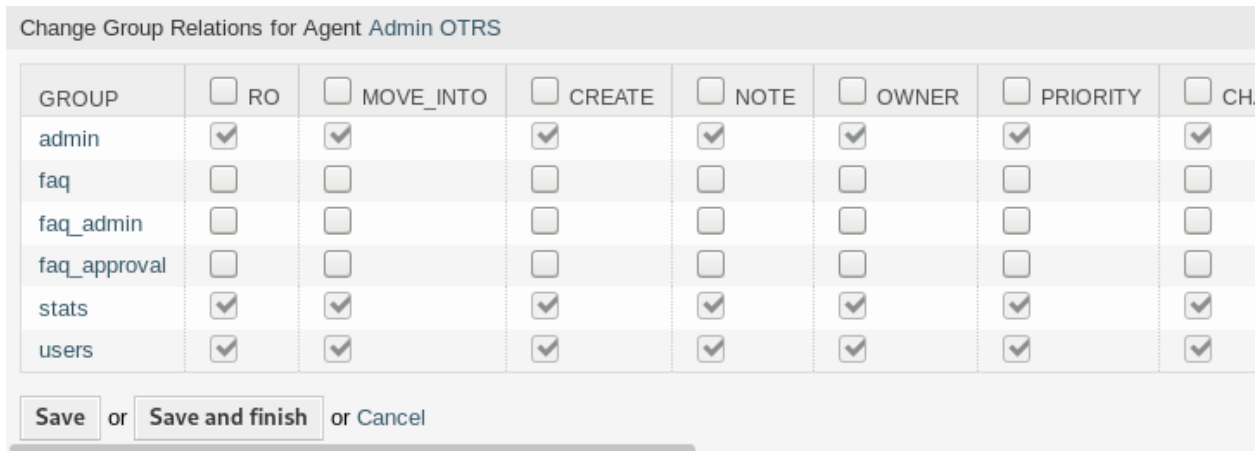 Change Group Relations for Agent Admin OTRS
GROUP RO MOVE_INTO CREATE NOTE OWNER PRIORITY
admin
faq
faq_admin
faq_approval
stats
users
Save or Save and finish or Cancel